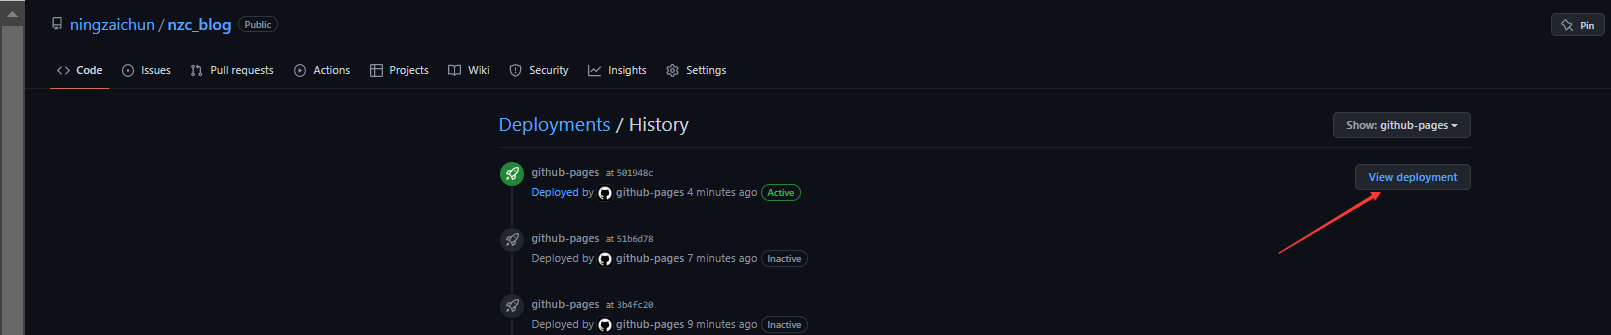 ningzaichun / nzc_blog Public
Pin
Code Issues Pull requests Actions Projects Wiki Security Insights Settings
Deployments / History
Show: github-pages
github-pages at 501948c
View deployment
Deployed by github-pages 4 minutes ago Active
github-pages at 51b6d78
Deployed by github-pages 7 minutes ago Inactive
github-pages at 3b4fc20
Deployed by github-pages 9 minutes ago Inactive